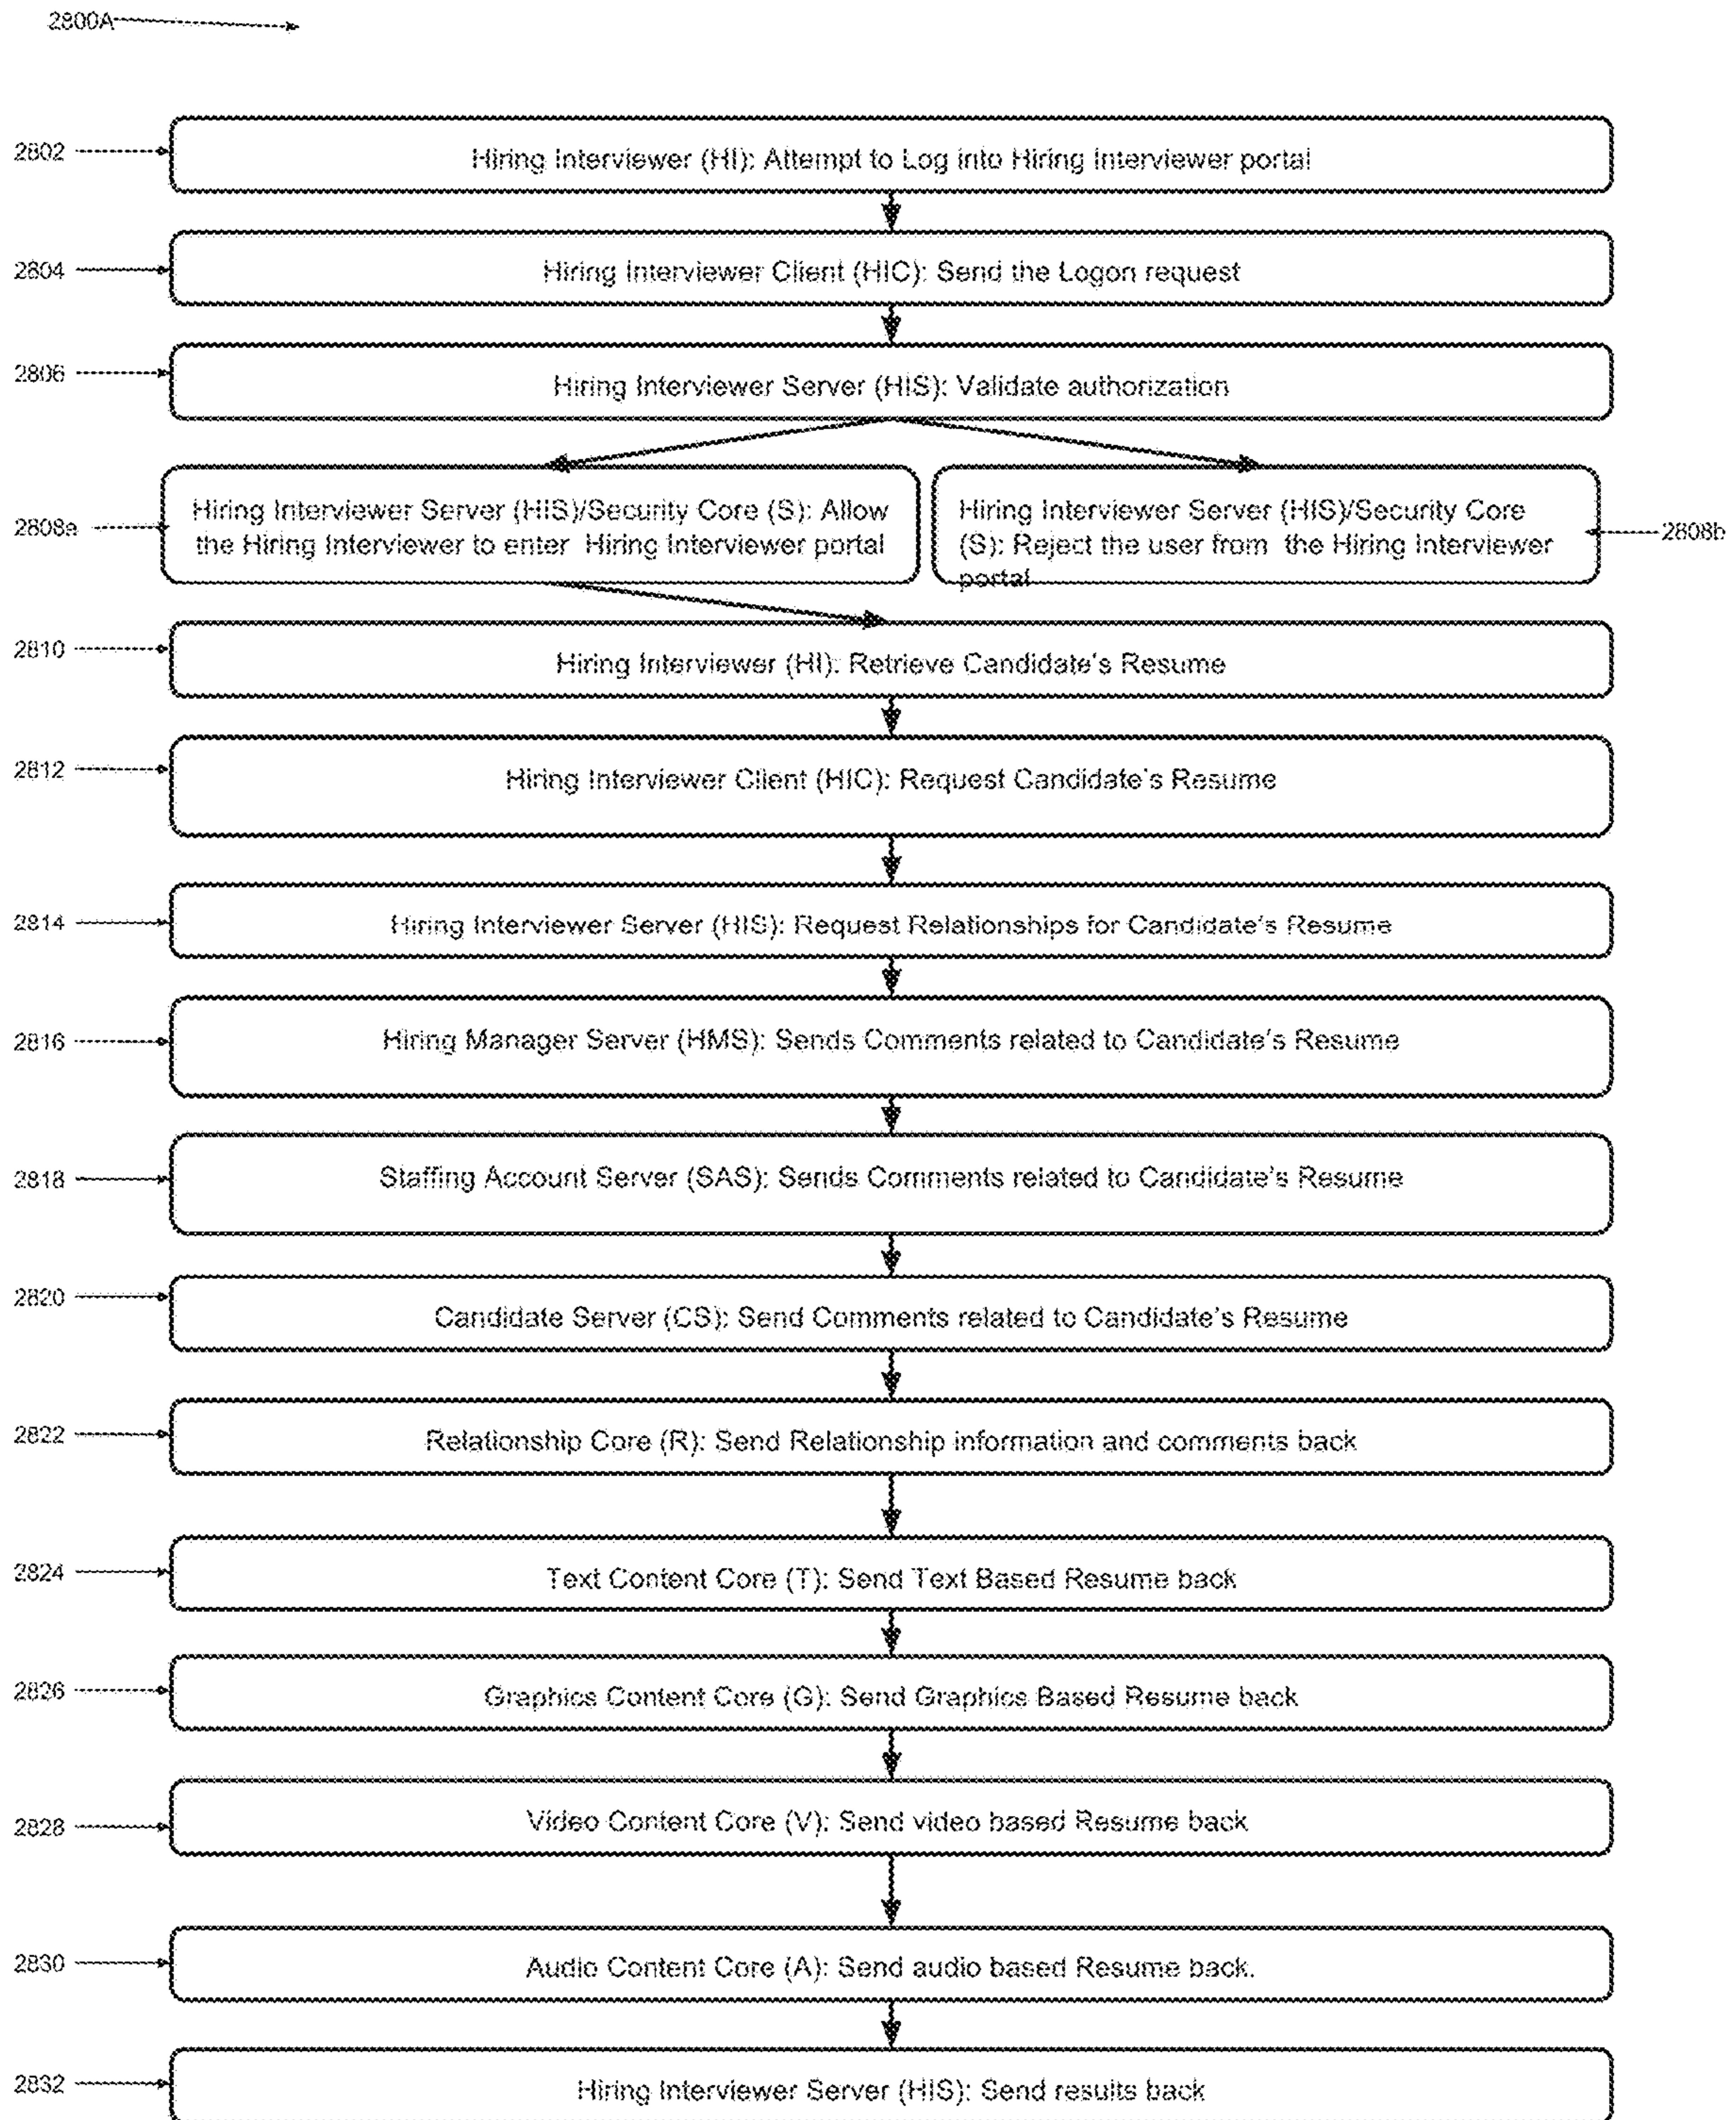 2800A
2802
Hiring Interviewer (HI): Attempt to Log into Hiring Interviewer portal
2804
Hiring Interviewer Client (HIC): Send the Logon request
2806
Hiring Interviewer Server (HIS): Validate authorization
2808a
Hiring Interviewer Server (HIS)/Security Core (S): Allow
the Hiring Interviewer to enter Hiring Interviewer portal
Hiring Interviewer Server (HIS)/Security Core
(S): Reject the user from the Hiring Interviewer
portal
2808b
2810
Hiring Interviewer (HI): Retrieve Candidate's Resume
2812
Hiring Interviewer Client (HIC): Request Candidate's Resume
2814
Hiring Interviewer Server (HIS): Request Relationships for Candidate's Resume
2816
Hiring Manager Server (HMS): Sends Comments related to Candidate's Resume
2818
Staffing Account Server (SAS): Sends Comments related to Candidate's Resume
2820
Candidate Server (CS): Send Comments related to Candidate's Resume
2822
Relationship Core (R): Send Relationship information and comments back
2824
Text Content Core (T): Send Text Based Resume back
2826
Graphics Content Core (G): Send Graphics Based Resume back
2828
Video Content Core (V): Send video based Resume back
2830
Audio Content Core (A): Send audio based Resume back.
2832
Hiring Interviewer Server (HIS): Send results back